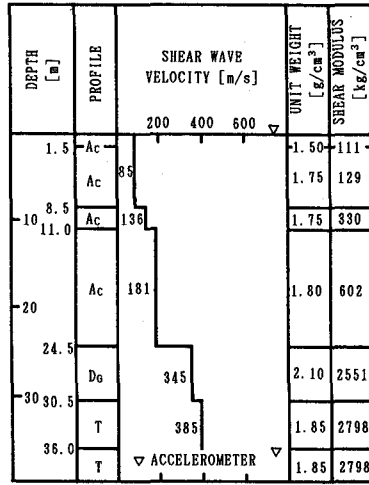 DEPTH [m]
PROFILE
SHEAR WAVE
VELOCITY [m/s]
UNIT WEIGHT [g/cm³]
SHEAR MODULUS [kg/cm²]
200 400 600 ▽
1.5 Ac 1.50 111
Ac 85 1.75 129
8.5
10 Ac 136 1.75 330
11.0
Ac 181 1.80 602
20
24.5
DG 345 2.10 2551
30 30.5
T 385 1.85 2798
36.0
T ▽ ACCELEROMETER ▽ 1.85 2798